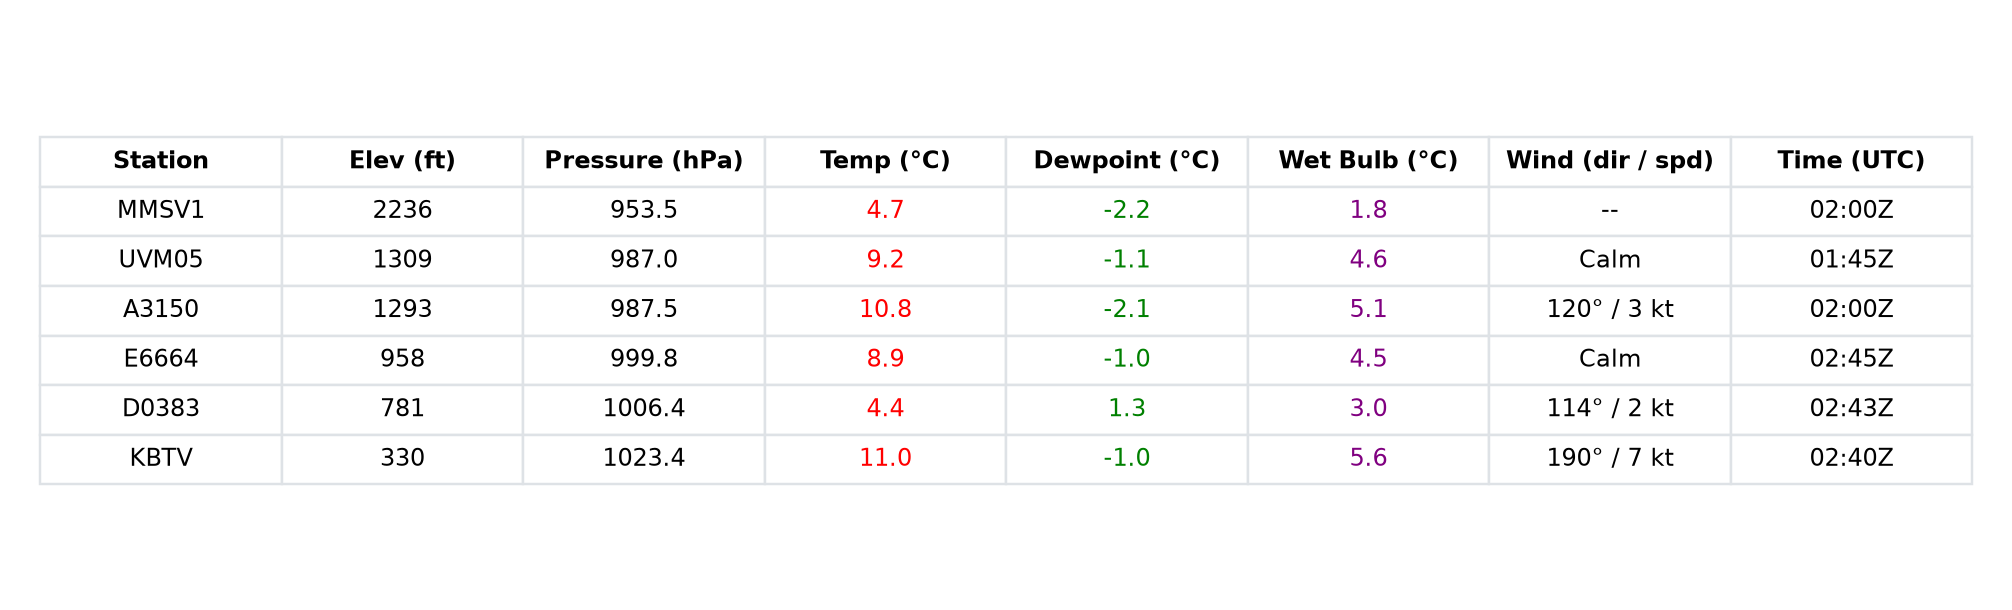 Station Elev (ft) Pressure (hPa) Temp (°C) Dewpoint (°C) Wet Bulb (°C) Wind (dir / spd) Time (UTC)
MMSV1 2236 953.5 4.7 -2.2 1.8 -- 02:00Z
UVM05 1309 987.0 9.2 -1.1 4.6 Calm 01:45Z
A3150 1293 987.5 10.8 -2.1 5.1 120° / 3 kt 02:00Z
E6664 958 999.8 8.9 -1.0 4.5 Calm 02:45Z
D0383 781 1006.4 4.4 1.3 3.0 114° / 2 kt 02:43Z
KBTV 330 1023.4 11.0 -1.0 5.6 190° / 7 kt 02:40Z